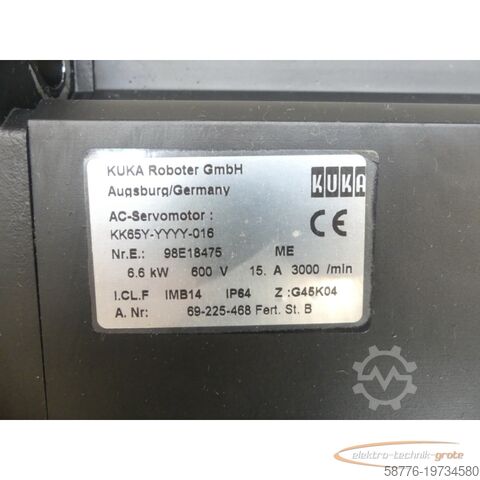 KUKA Roboter GmbH
Augsburg/Germany
KUKA
AC-Servomotor :
KK65Y-YYYY-016
CE
Nr.E.: 98E18475 ME
6.6 kW 600 V 15. A 3000 /min
I.CL.F IMB14 IP64 Z :G45K04
A. Nr: 69-225-468 Fert. St. B
elektro-technik-grote
58776-19734580